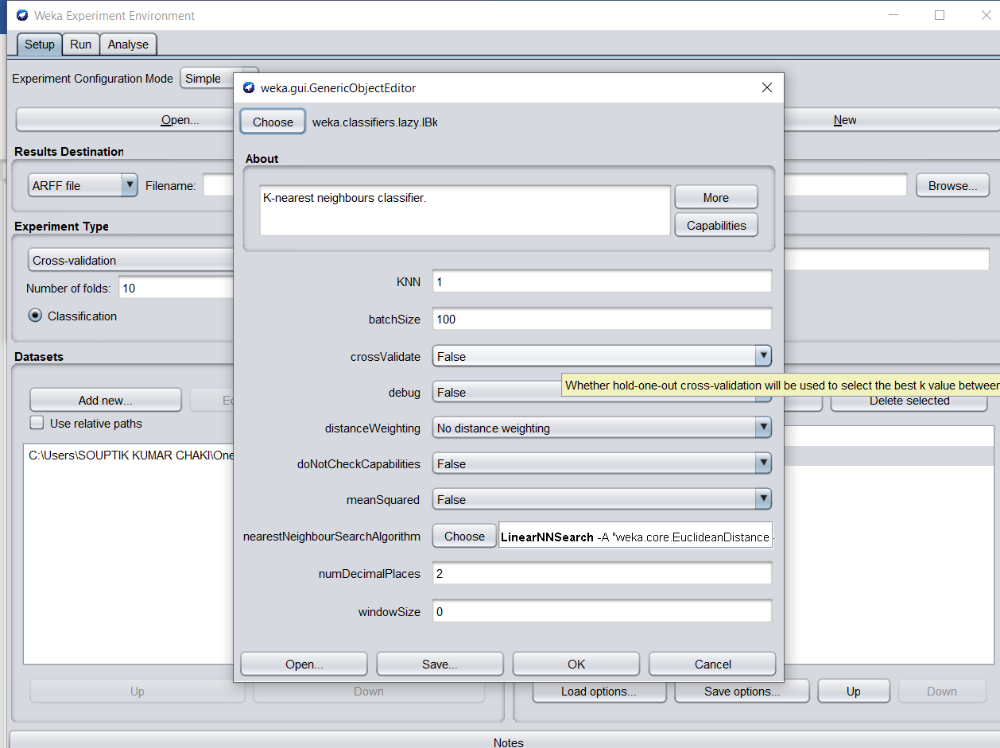 Weka Experiment Environment
Setup Run Analyse
Experiment Configuration Mode Simple
weka.gui.GenericObjectEditor
Open... New
Choose weka.classifiers.lazy.IBk
Results Destination
About
ARFF file Filename: Browse...
K-nearest neighbours classifier.
More
Capabilities
Experiment Type
Cross-validation
Number of folds: 10
Classification
KNN 1
batchSize 100
crossValidate False
Datasets
Whether hold-one-out cross-validation will be used to select the best k value between
debug False
Add new... Delete selected
Use relative paths
distanceWeighting No distance weighting
C:\Users\SOUPTIK KUMAR CHAKI\One
doNotCheckCapabilities False
meanSquared False
nearestNeighbourSearchAlgorithm Choose LinearNNSearch -A "weka.core.EuclideanDistance
numDecimalPlaces 2
windowSize 0
Open... Save... OK Cancel
Up Down Load options... Save options... Up Down
Notes